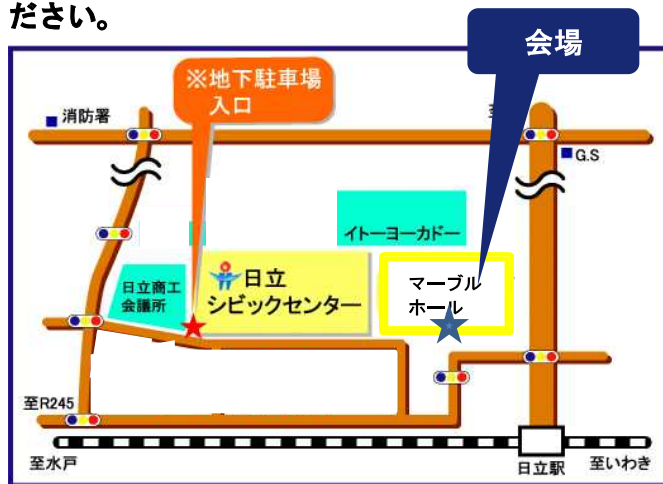 ださい。
会場
※地下駐車場
入口
消防署
至
G.S
イトーヨーカドー
日立商工
会議所
日立
シビックセンター
マーブル
ホール
至R245
至水戸
日立駅
至いわき